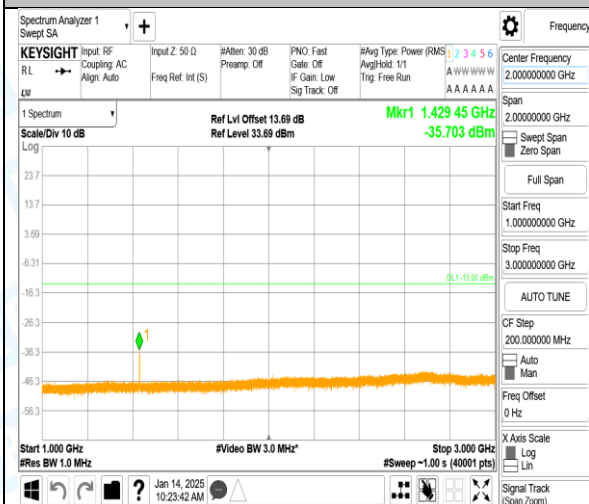 Spectrum Analyzer 1
Swept SA
+
Frequency
KEYSIGHT
RL
Input: RF
Coupling: AC
Align: Auto
Input Z: 50 Ω
Freq Ref: Int (S)
#Atten: 30 dB
Preamp: Off
PNO: Fast
Gate: Off
IF Gain: Low
Sig Track: Off
#Avg Type: Power (RMS
Avg|Hold: 1/1
Trig: Free Run
1 2 3 4 5 6
A W W W W W
A A A A A A
1 Spectrum
Scale/Div 10 dB
Log
Ref Lvl Offset 13.69 dB
Ref Level 33.69 dBm
Mkr1 1.429 45 GHz
-35.703 dBm
23.7
13.7
3.69
-6.31
-16.3
-26.3
-36.3
-46.3
-56.3
DL1 -13.00 dBm
1
Start 1.000 GHz
#Res BW 1.0 MHz
#Video BW 3.0 MHz*
Stop 3.000 GHz
#Sweep ~1.00 s (40001 pts)
Center Frequency
2.000000000 GHz
Span
2.00000000 GHz
Swept Span
Zero Span
Full Span
Start Freq
1.000000000 GHz
Stop Freq
3.000000000 GHz
AUTO TUNE
CF Step
200.000000 MHz
Auto
Man
Freq Offset
0 Hz
X Axis Scale
Log
Lin
Signal Track
(Span Zoom)
?
Jan 14, 2025
10:23:42 AM